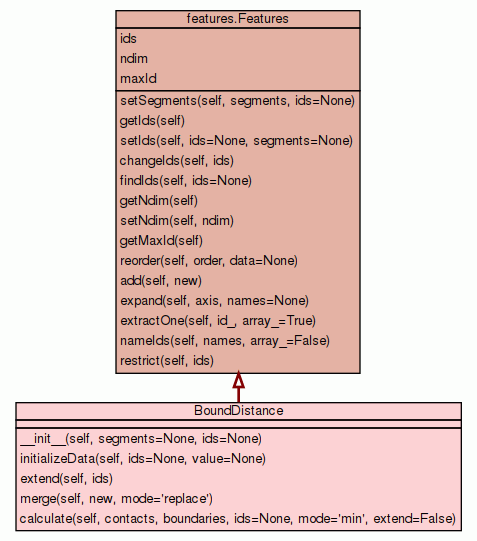 features.Features
ids
ndim
maxId
setSegments(self, segments, ids=None)
getIds(self)
setIds(self, ids=None, segments=None)
changeIds(self, ids)
findIds(self, ids=None)
getNdim(self)
setNdim(self, ndim)
getMaxId(self)
reorder(self, order, data=None)
add(self, new)
expand(self, axis, names=None)
extractOne(self, id_, array_=True)
nameIds(self, names, array_=False)
restrict(self, ids)
BoundDistance
__init__(self, segments=None, ids=None)
initializeData(self, ids=None, value=None)
extend(self, ids)
merge(self, new, mode='replace')
calculate(self, contacts, boundaries, ids=None, mode='min', extend=False)